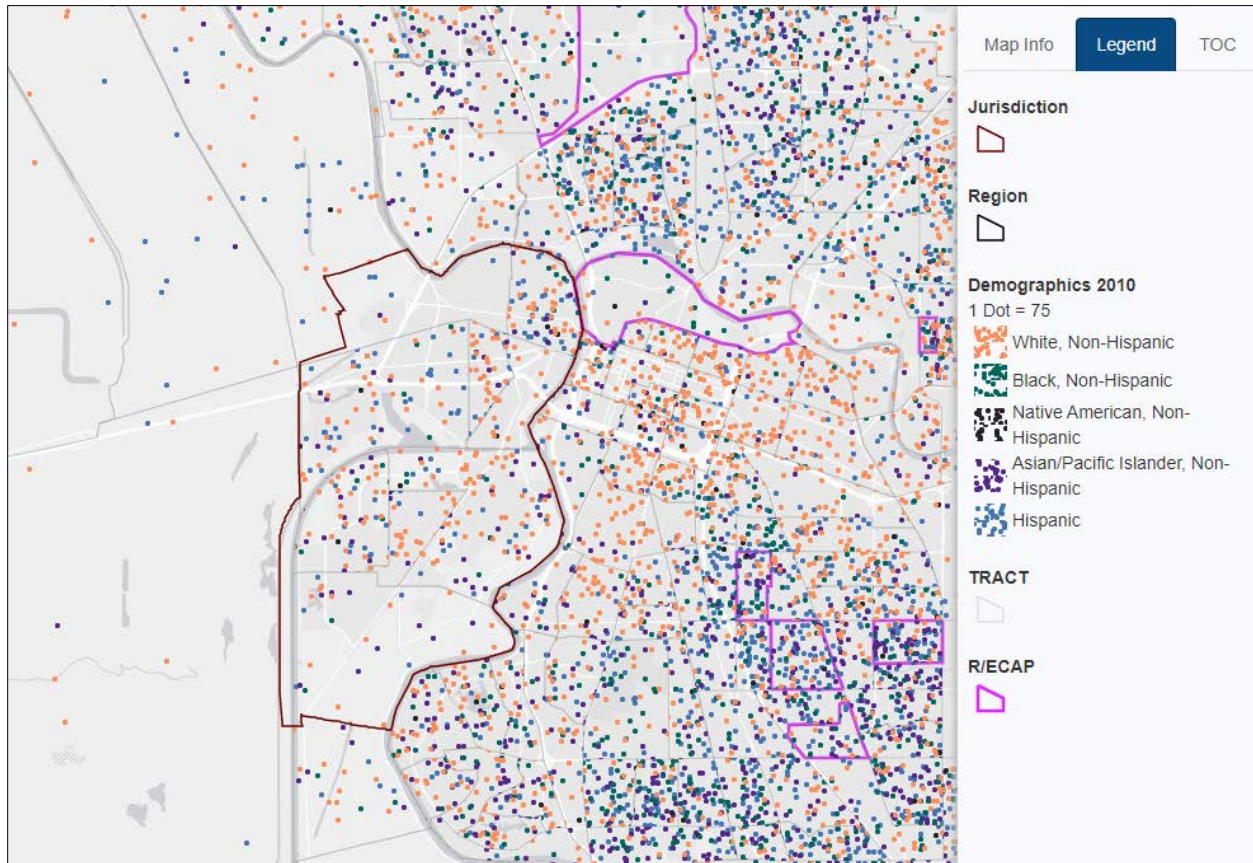 Map Info Legend TOC
Jurisdiction
Region
Demographics 2010
1 Dot = 75
White, Non-Hispanic
Black, Non-Hispanic
Native American, Non-
Hispanic
Asian/Pacific Islander, Non-
Hispanic
Hispanic
TRACT
R/ECAP